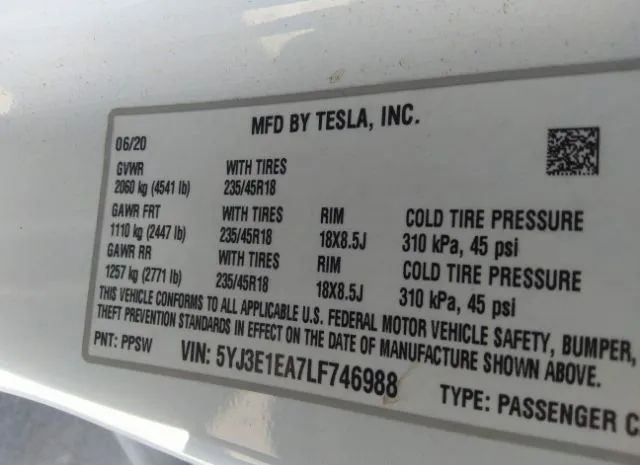 MFD BY TESLA, INC.
06/20
GVWR WITH TIRES
2060 kg (4541 lb) 235/45R18
GAWR FRT WITH TIRES RIM COLD TIRE PRESSURE
1110 kg (2447 lb) 235/45R18 18X8.5J 310 kPa, 45 psi
GAWR RR WITH TIRES RIM COLD TIRE PRESSURE
1257 kg (2771 lb) 235/45R18 18X8.5J 310 kPa, 45 psi
THIS VEHICLE CONFORMS TO ALL APPLICABLE U.S. FEDERAL MOTOR VEHICLE SAFETY, BUMPER,
THEFT PREVENTION STANDARDS IN EFFECT ON THE DATE OF MANUFACTURE SHOWN ABOVE.
PNT: PPSW VIN: 5YJ3E1EA7LF746988 TYPE: PASSENGER C